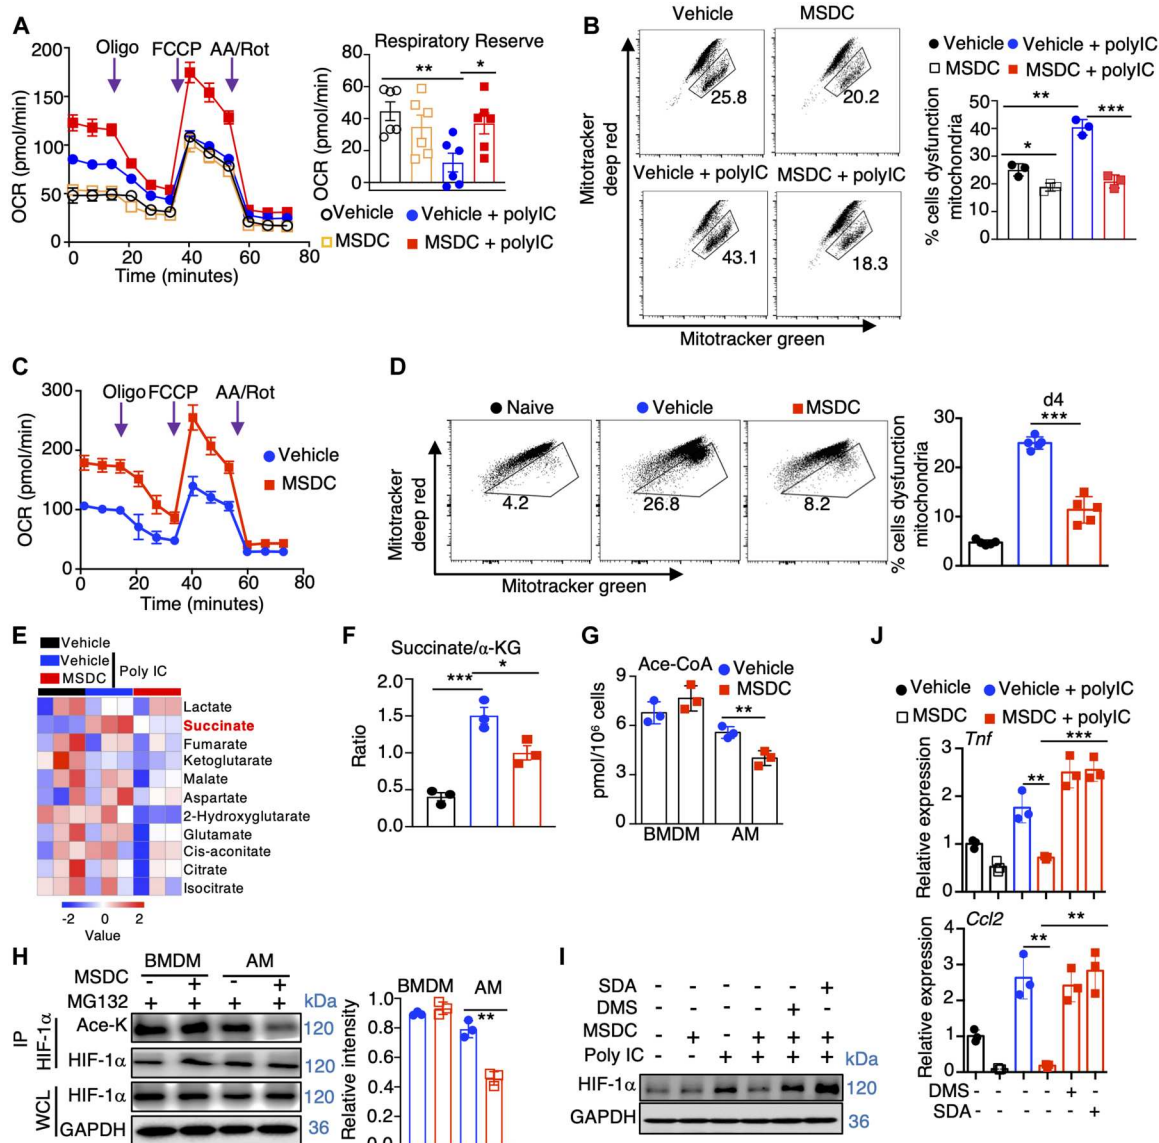 A
Oligo FCCP AA/Rot
OCR (pmol/min)
200
150
100
50
0
0 20 40 60 80
Time (minutes)
Respiratory Reserve
** *
OCR (pmol/min)
80
60
40
20
0
Vehicle Vehicle + polyIC
MSDC MSDC + polyIC
B
Vehicle MSDC
25.8 20.2
Vehicle + polyIC MSDC + polyIC
43.1 18.3
Mitotracker
deep red
Mitotracker green
Vehicle Vehicle + polyIC
MSDC MSDC + polyIC
% cells dysfunction
mitochondria
50
40
30
20
10
0
** ***
*
C
Oligo FCCP AA/Rot
OCR (pmol/min)
300
200
100
0
0 20 40 60 80
Time (minutes)
Vehicle
MSDC
D
Naive Vehicle MSDC
4.2 26.8 8.2
Mitotracker
deep red
Mitotracker green
d4
***
% cells dysfunction
mitochondria
30
20
10
0
E
Vehicle
Vehicle
MSDC
Poly IC
Lactate
Succinate
Fumarate
Ketoglutarate
Malate
Aspartate
2-Hydroxyglutarate
Glutamate
Cis-aconitate
Citrate
Isocitrate
-2 0 2
Value
F
Succinate/α-KG
*** *
Ratio
2.0
1.5
1.0
0.5
0.0
G
Ace-CoA
Vehicle
MSDC
**
pmol/10⁶ cells
9
6
3
0
BMDM AM
H
BMDM AM
MSDC - + - +
MG132 + + + + kDa
IP
HIF-1α
Ace-K 120
HIF-1α 120
WCL
HIF-1α 120
GAPDH 36
BMDM AM
**
Relative intensity
1.0
0.8
0.6
0.4
0.2
0.0
I
SDA - - - - - +
DMS - - - - + -
MSDC - + - + + +
Poly IC - - + + + + kDa
HIF-1α 120
GAPDH 36
J
Vehicle Vehicle + polyIC
MSDC MSDC + polyIC
Tnf
*** **
Relative expression
3
2
1
0
Ccl2
** **
Relative expression
4
3
2
1
0
DMS - - - - + -
SDA - - - - - +